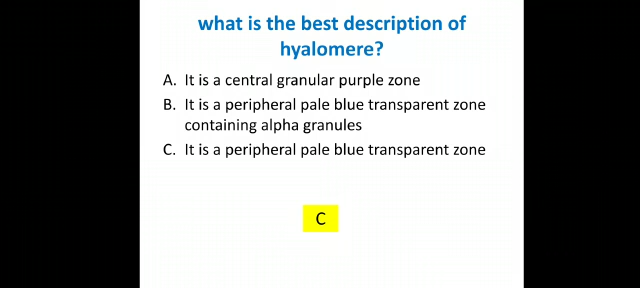 what is the best description of
hyalomere?
A. It is a central granular purple zone
B. It is a peripheral pale blue transparent zone
containing alpha granules
C. It is a peripheral pale blue transparent zone
C